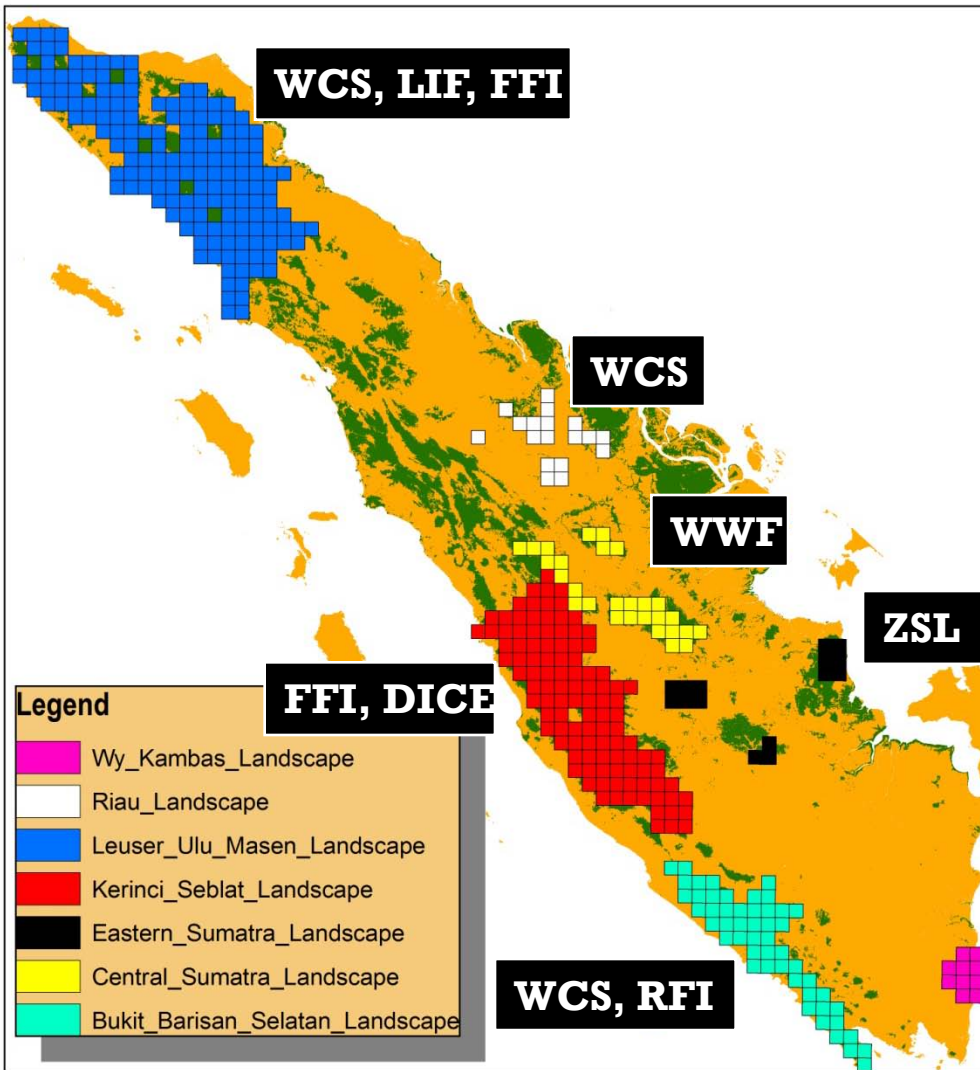 WCS, LIF, FFI
WCS
WWF
ZSL
FFI, DICE
Legend
Wy_Kambas_Landscape
Riau_Landscape
Leuser_Ulu_Masen_Landscape
Kerinci_Seblat_Landscape
Eastern_Sumatra_Landscape
Central_Sumatra_Landscape
Bukit_Barisan_Selatan_Landscape
WCS, RFI